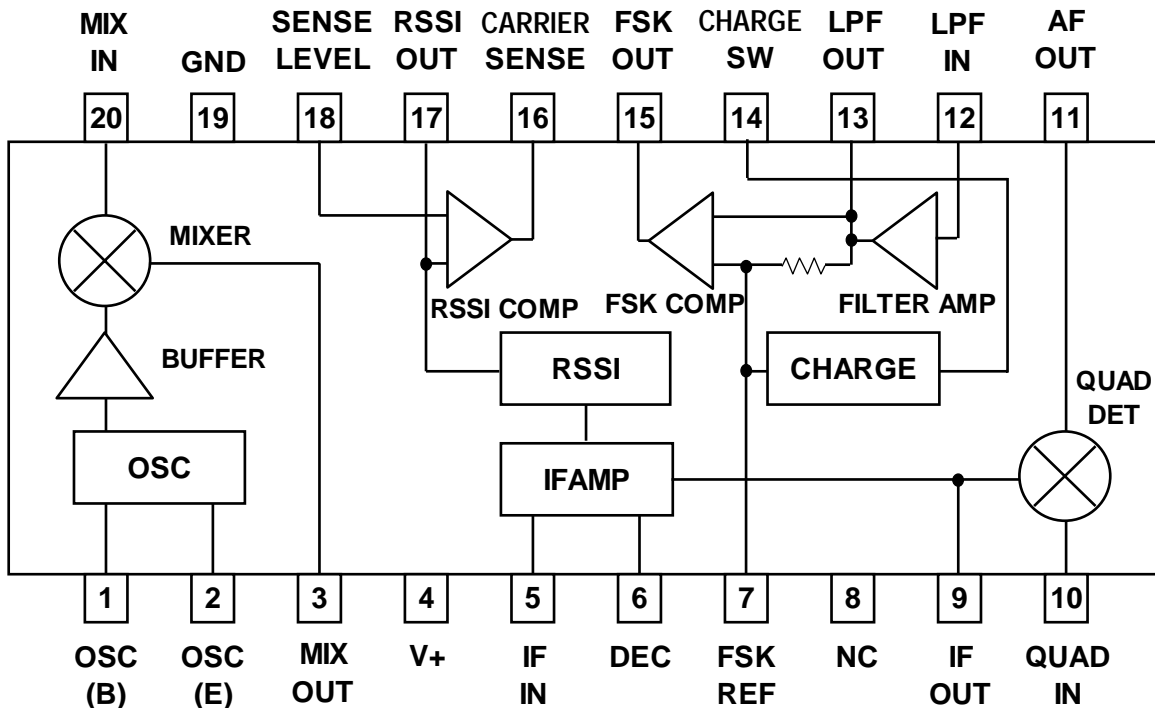 MIX
IN
GND
SENSE
LEVEL
RSSI
OUT
CARRIER
SENSE
FSK
OUT
CHARGE
SW
LPF
OUT
LPF
IN
AF
OUT
20
19
18
17
16
15
14
13
12
11
MIXER
RSSI COMP
FSK COMP
FILTER AMP
BUFFER
RSSI
CHARGE
QUAD
DET
OSC
IFAMP
1
2
3
4
5
6
7
8
9
10
OSC
(B)
OSC
(E)
MIX
OUT
V+
IF
IN
DEC
FSK
REF
NC
IF
OUT
QUAD
IN